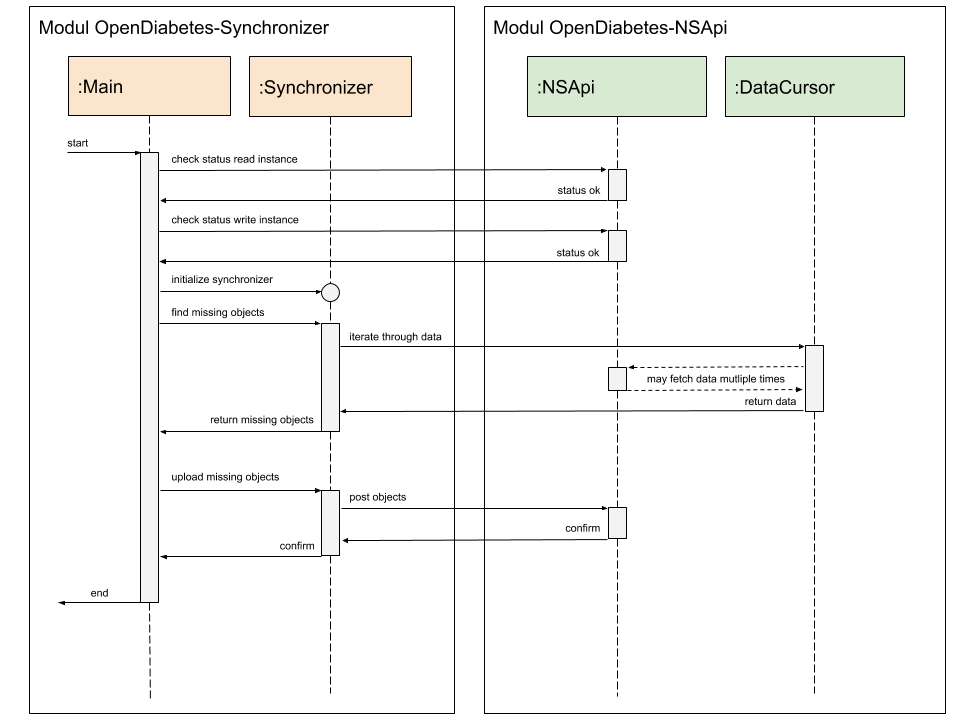 Modul OpenDiabetes-Synchronizer
Modul OpenDiabetes-NSApi
:Main
:Synchronizer
:NSApi
:DataCursor
start
check status read instance
status ok
check status write instance
status ok
initialize synchronizer
find missing objects
iterate through data
may fetch data mutliple times
return data
return missing objects
upload missing objects
post objects
confirm
confirm
end